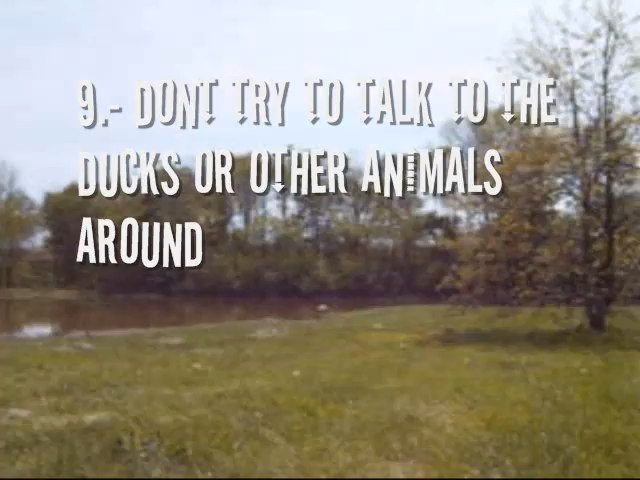 9.- DONT TRY TO TALK TO THE
DUCKS OR OTHER ANIMALS
AROUND